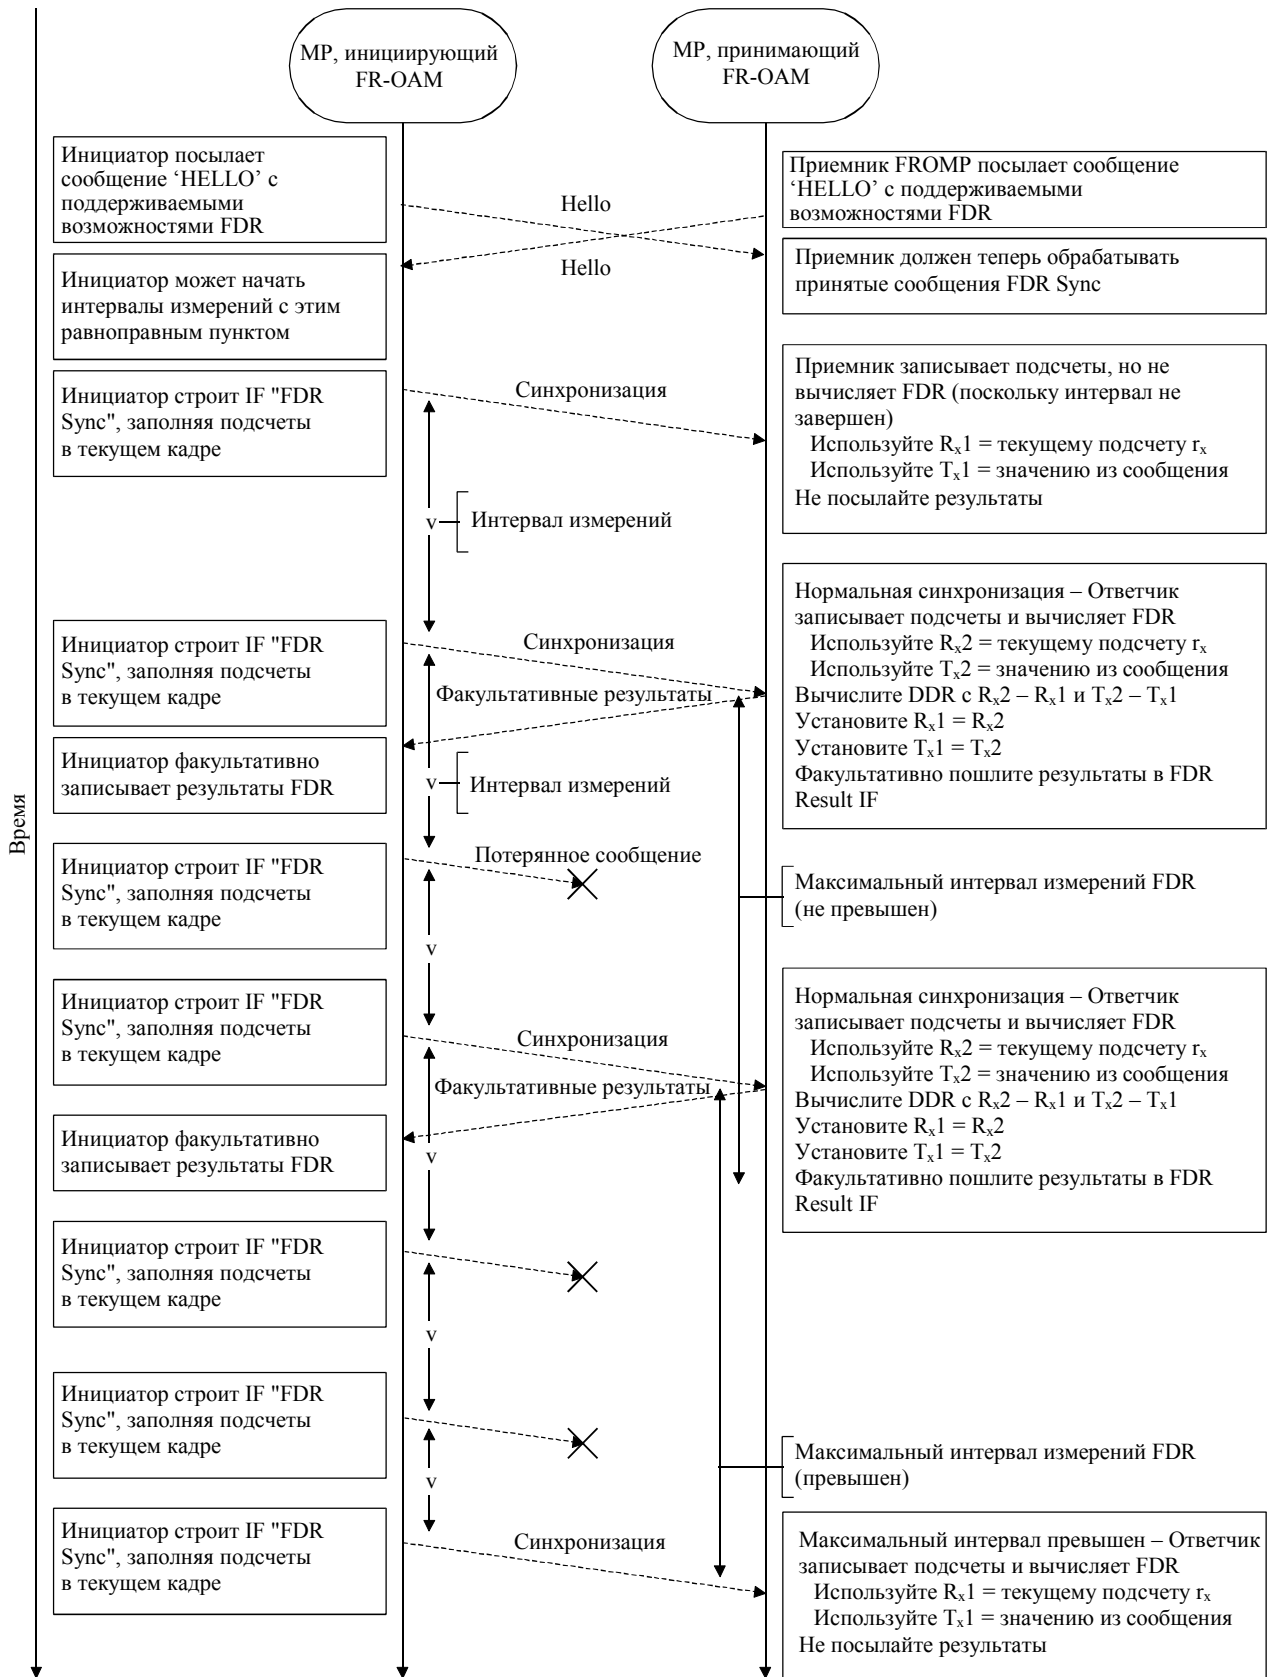 МР, инициирующий
FR-OAM
МР, принимающий
FR-OAM
Время
Инициатор посылает
сообщение ‘HELLO’ с
поддерживаемыми
возможностями FDR
Приемник FROMP посылает сообщение
‘HELLO’ с поддерживаемыми
возможностями FDR
Hello
Hello
Инициатор может начать
интервалы измерений с этим
равноправным пунктом
Приемник должен теперь обрабатывать
принятые сообщения FDR Sync
Инициатор строит IF "FDR
Sync", заполняя подсчеты
в текущем кадре
Синхронизация
Приемник записывает подсчеты, но не
вычисляет FDR (поскольку интервал не
завершен)
Используйте Rx1 = текущему подсчету rx
Используйте Tx1 = значению из сообщения
Не посылайте результаты
v
Интервал измерений
Инициатор строит IF "FDR
Sync", заполняя подсчеты
в текущем кадре
Синхронизация
Факультативные результаты
Нормальная синхронизация – Ответчик
записывает подсчеты и вычисляет FDR
Используйте Rx2 = текущему подсчету rx
Используйте Tx2 = значению из сообщения
Вычислите DDR с Rx2 – Rx1 и Tx2 – Tx1
Установите Rx1 = Rx2
Установите Tx1 = Tx2
Факультативно пошлите результаты в FDR
Result IF
Инициатор факультативно
записывает результаты FDR
v
Интервал измерений
Инициатор строит IF "FDR
Sync", заполняя подсчеты
в текущем кадре
Потерянное сообщение
Максимальный интервал измерений FDR
(не превышен)
v
Инициатор строит IF "FDR
Sync", заполняя подсчеты
в текущем кадре
Синхронизация
Факультативные результаты
Нормальная синхронизация – Ответчик
записывает подсчеты и вычисляет FDR
Используйте Rx2 = текущему подсчету rx
Используйте Tx2 = значению из сообщения
Вычислите DDR с Rx2 – Rx1 и Tx2 – Tx1
Установите Rx1 = Rx2
Установите Tx1 = Tx2
Факультативно пошлите результаты в FDR
Result IF
Инициатор факультативно
записывает результаты FDR
v
Инициатор строит IF "FDR
Sync", заполняя подсчеты
в текущем кадре
v
Инициатор строит IF "FDR
Sync", заполняя подсчеты
в текущем кадре
Максимальный интервал измерений FDR
(превышен)
v
Инициатор строит IF "FDR
Sync", заполняя подсчеты
в текущем кадре
Синхронизация
Максимальный интервал превышен – Ответчик
записывает подсчеты и вычисляет FDR
Используйте Rx1 = текущему подсчету rx
Используйте Tx1 = значению из сообщения
Не посылайте результаты